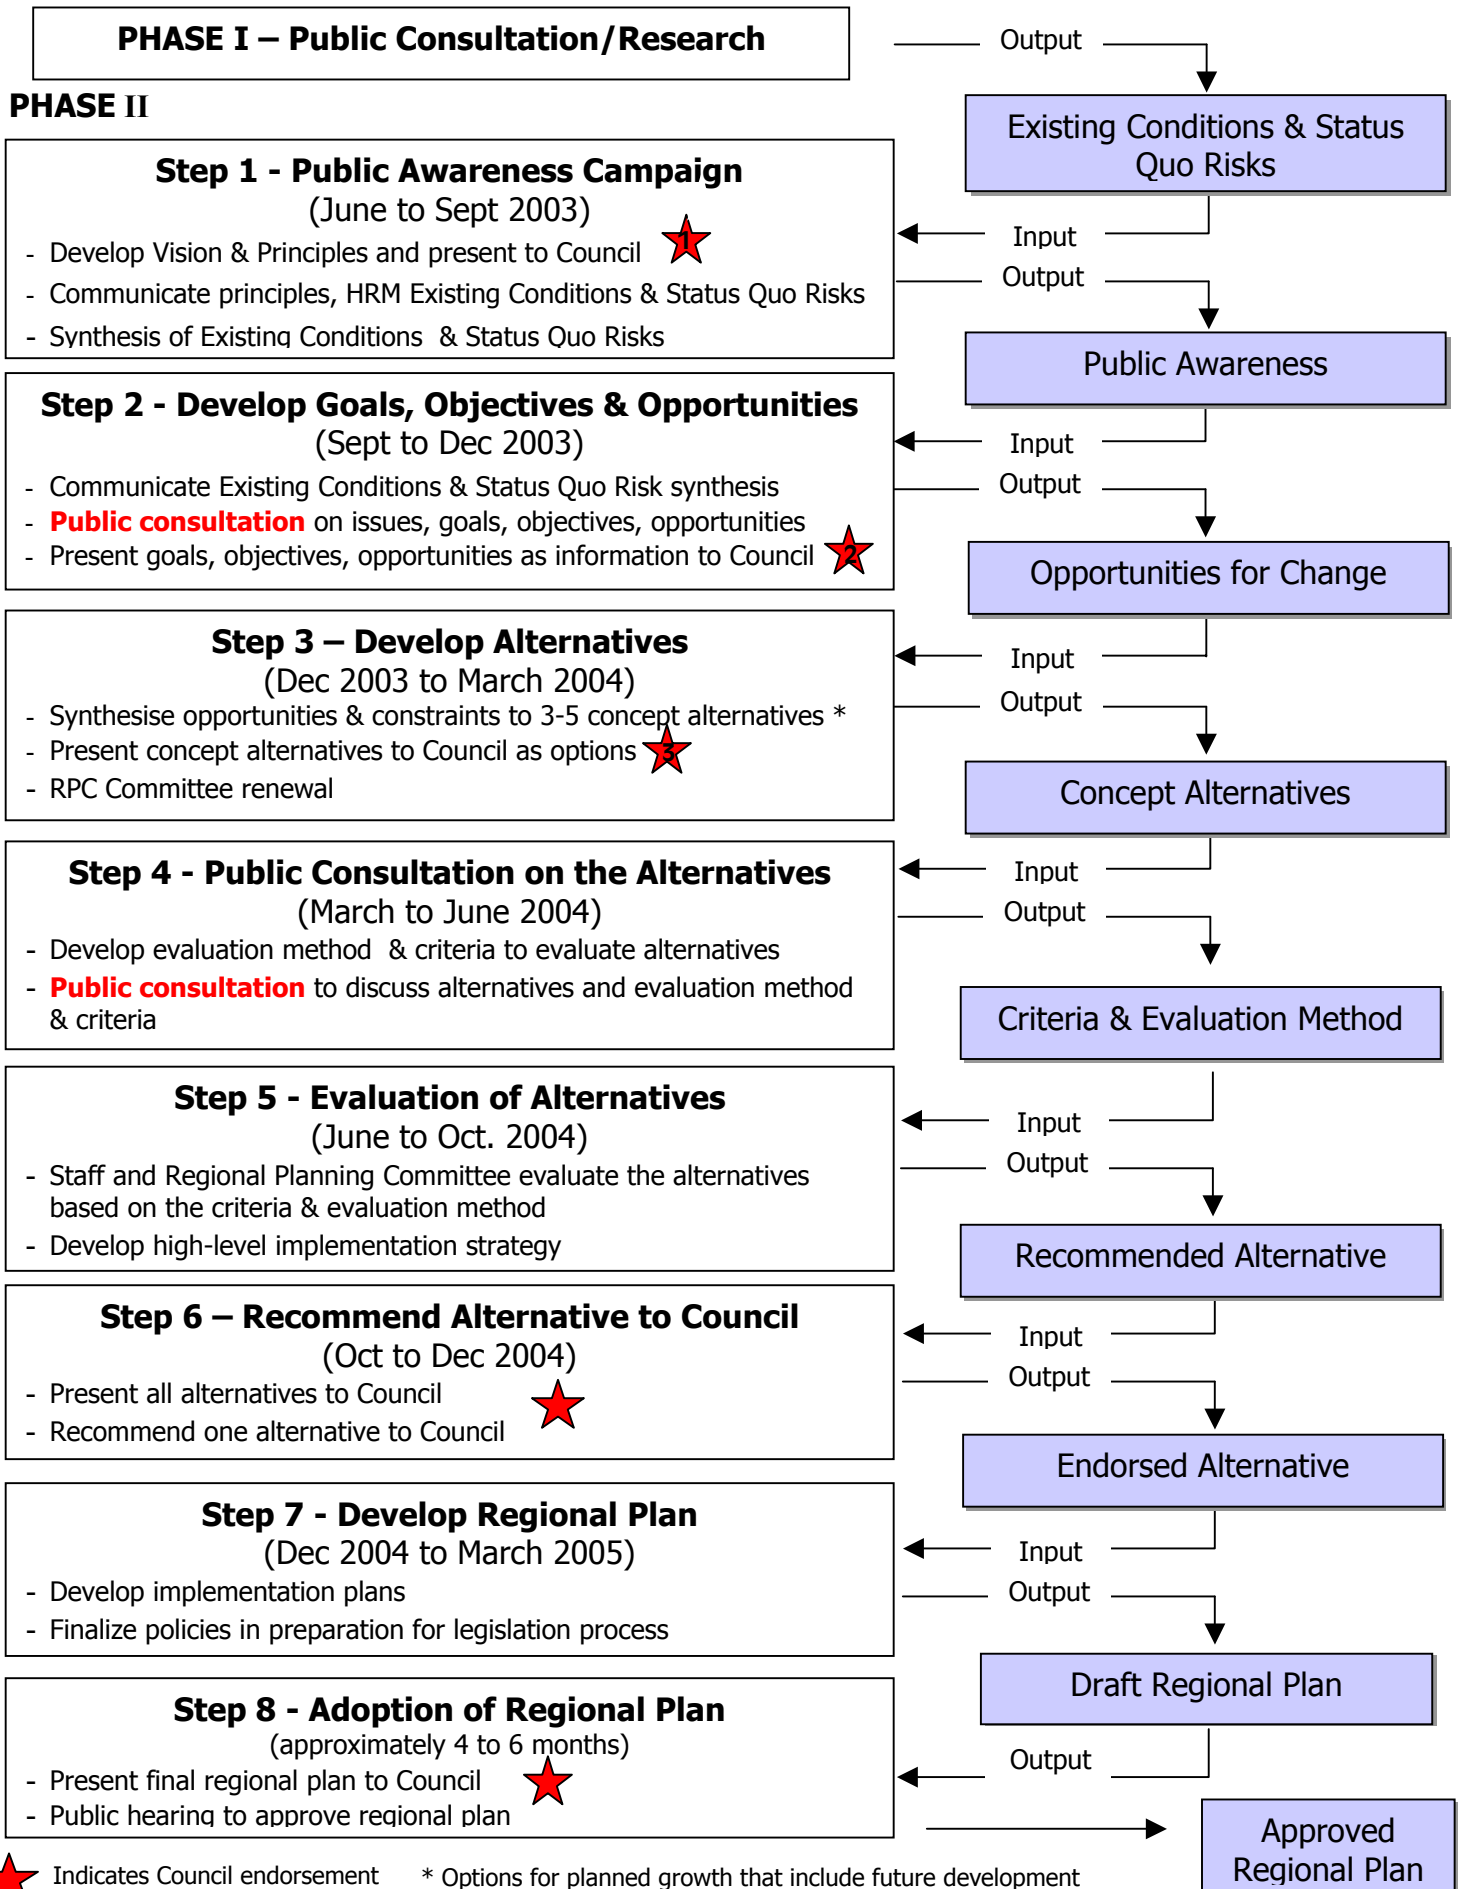 PHASE I – Public Consultation/Research
Output
PHASE II
Existing Conditions & Status
Quo Risks
Step 1 - Public Awareness Campaign
(June to Sept 2003)
- Develop Vision & Principles and present to Council
1
- Communicate principles, HRM Existing Conditions & Status Quo Risks
- Synthesis of Existing Conditions & Status Quo Risks
Input
Output
Public Awareness
Step 2 - Develop Goals, Objectives & Opportunities
(Sept to Dec 2003)
- Communicate Existing Conditions & Status Quo Risk synthesis
- Public consultation on issues, goals, objectives, opportunities
- Present goals, objectives, opportunities as information to Council
2
Input
Output
Opportunities for Change
Step 3 – Develop Alternatives
(Dec 2003 to March 2004)
- Synthesise opportunities & constraints to 3-5 concept alternatives *
- Present concept alternatives to Council as options
3
- RPC Committee renewal
Input
Output
Concept Alternatives
Step 4 - Public Consultation on the Alternatives
(March to June 2004)
- Develop evaluation method & criteria to evaluate alternatives
- Public consultation to discuss alternatives and evaluation method
& criteria
Input
Output
Criteria & Evaluation Method
Step 5 - Evaluation of Alternatives
(June to Oct. 2004)
- Staff and Regional Planning Committee evaluate the alternatives
based on the criteria & evaluation method
- Develop high-level implementation strategy
Input
Output
Recommended Alternative
Step 6 – Recommend Alternative to Council
(Oct to Dec 2004)
- Present all alternatives to Council
- Recommend one alternative to Council
Input
Output
Endorsed Alternative
Step 7 - Develop Regional Plan
(Dec 2004 to March 2005)
- Develop implementation plans
- Finalize policies in preparation for legislation process
Input
Output
Draft Regional Plan
Step 8 - Adoption of Regional Plan
(approximately 4 to 6 months)
- Present final regional plan to Council
- Public hearing to approve regional plan
Output
Approved
Regional Plan
Indicates Council endorsement
* Options for planned growth that include future development